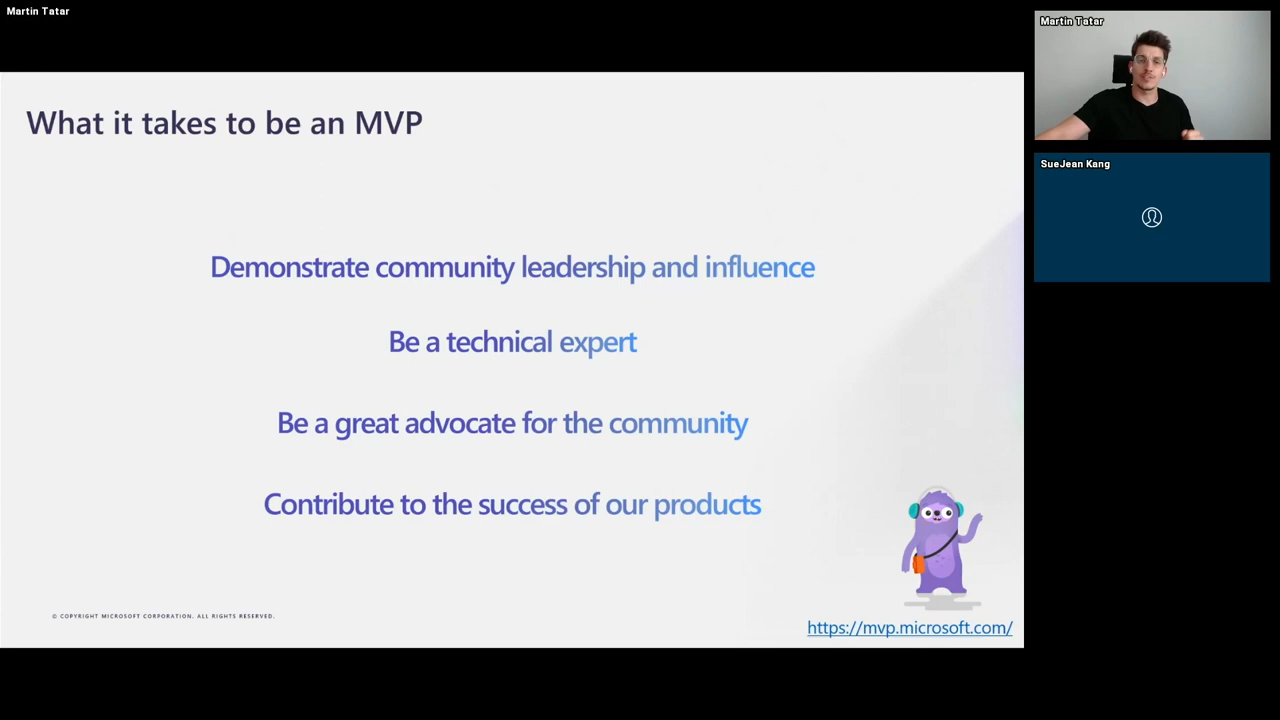 Martin Tatar
Martin Tatar
SueJean Kang
What it takes to be an MVP
Demonstrate community leadership and influence
Be a technical expert
Be a great advocate for the community
Contribute to the success of our products
© COPYRIGHT MICROSOFT CORPORATION. ALL RIGHTS RESERVED.
https://mvp.microsoft.com/